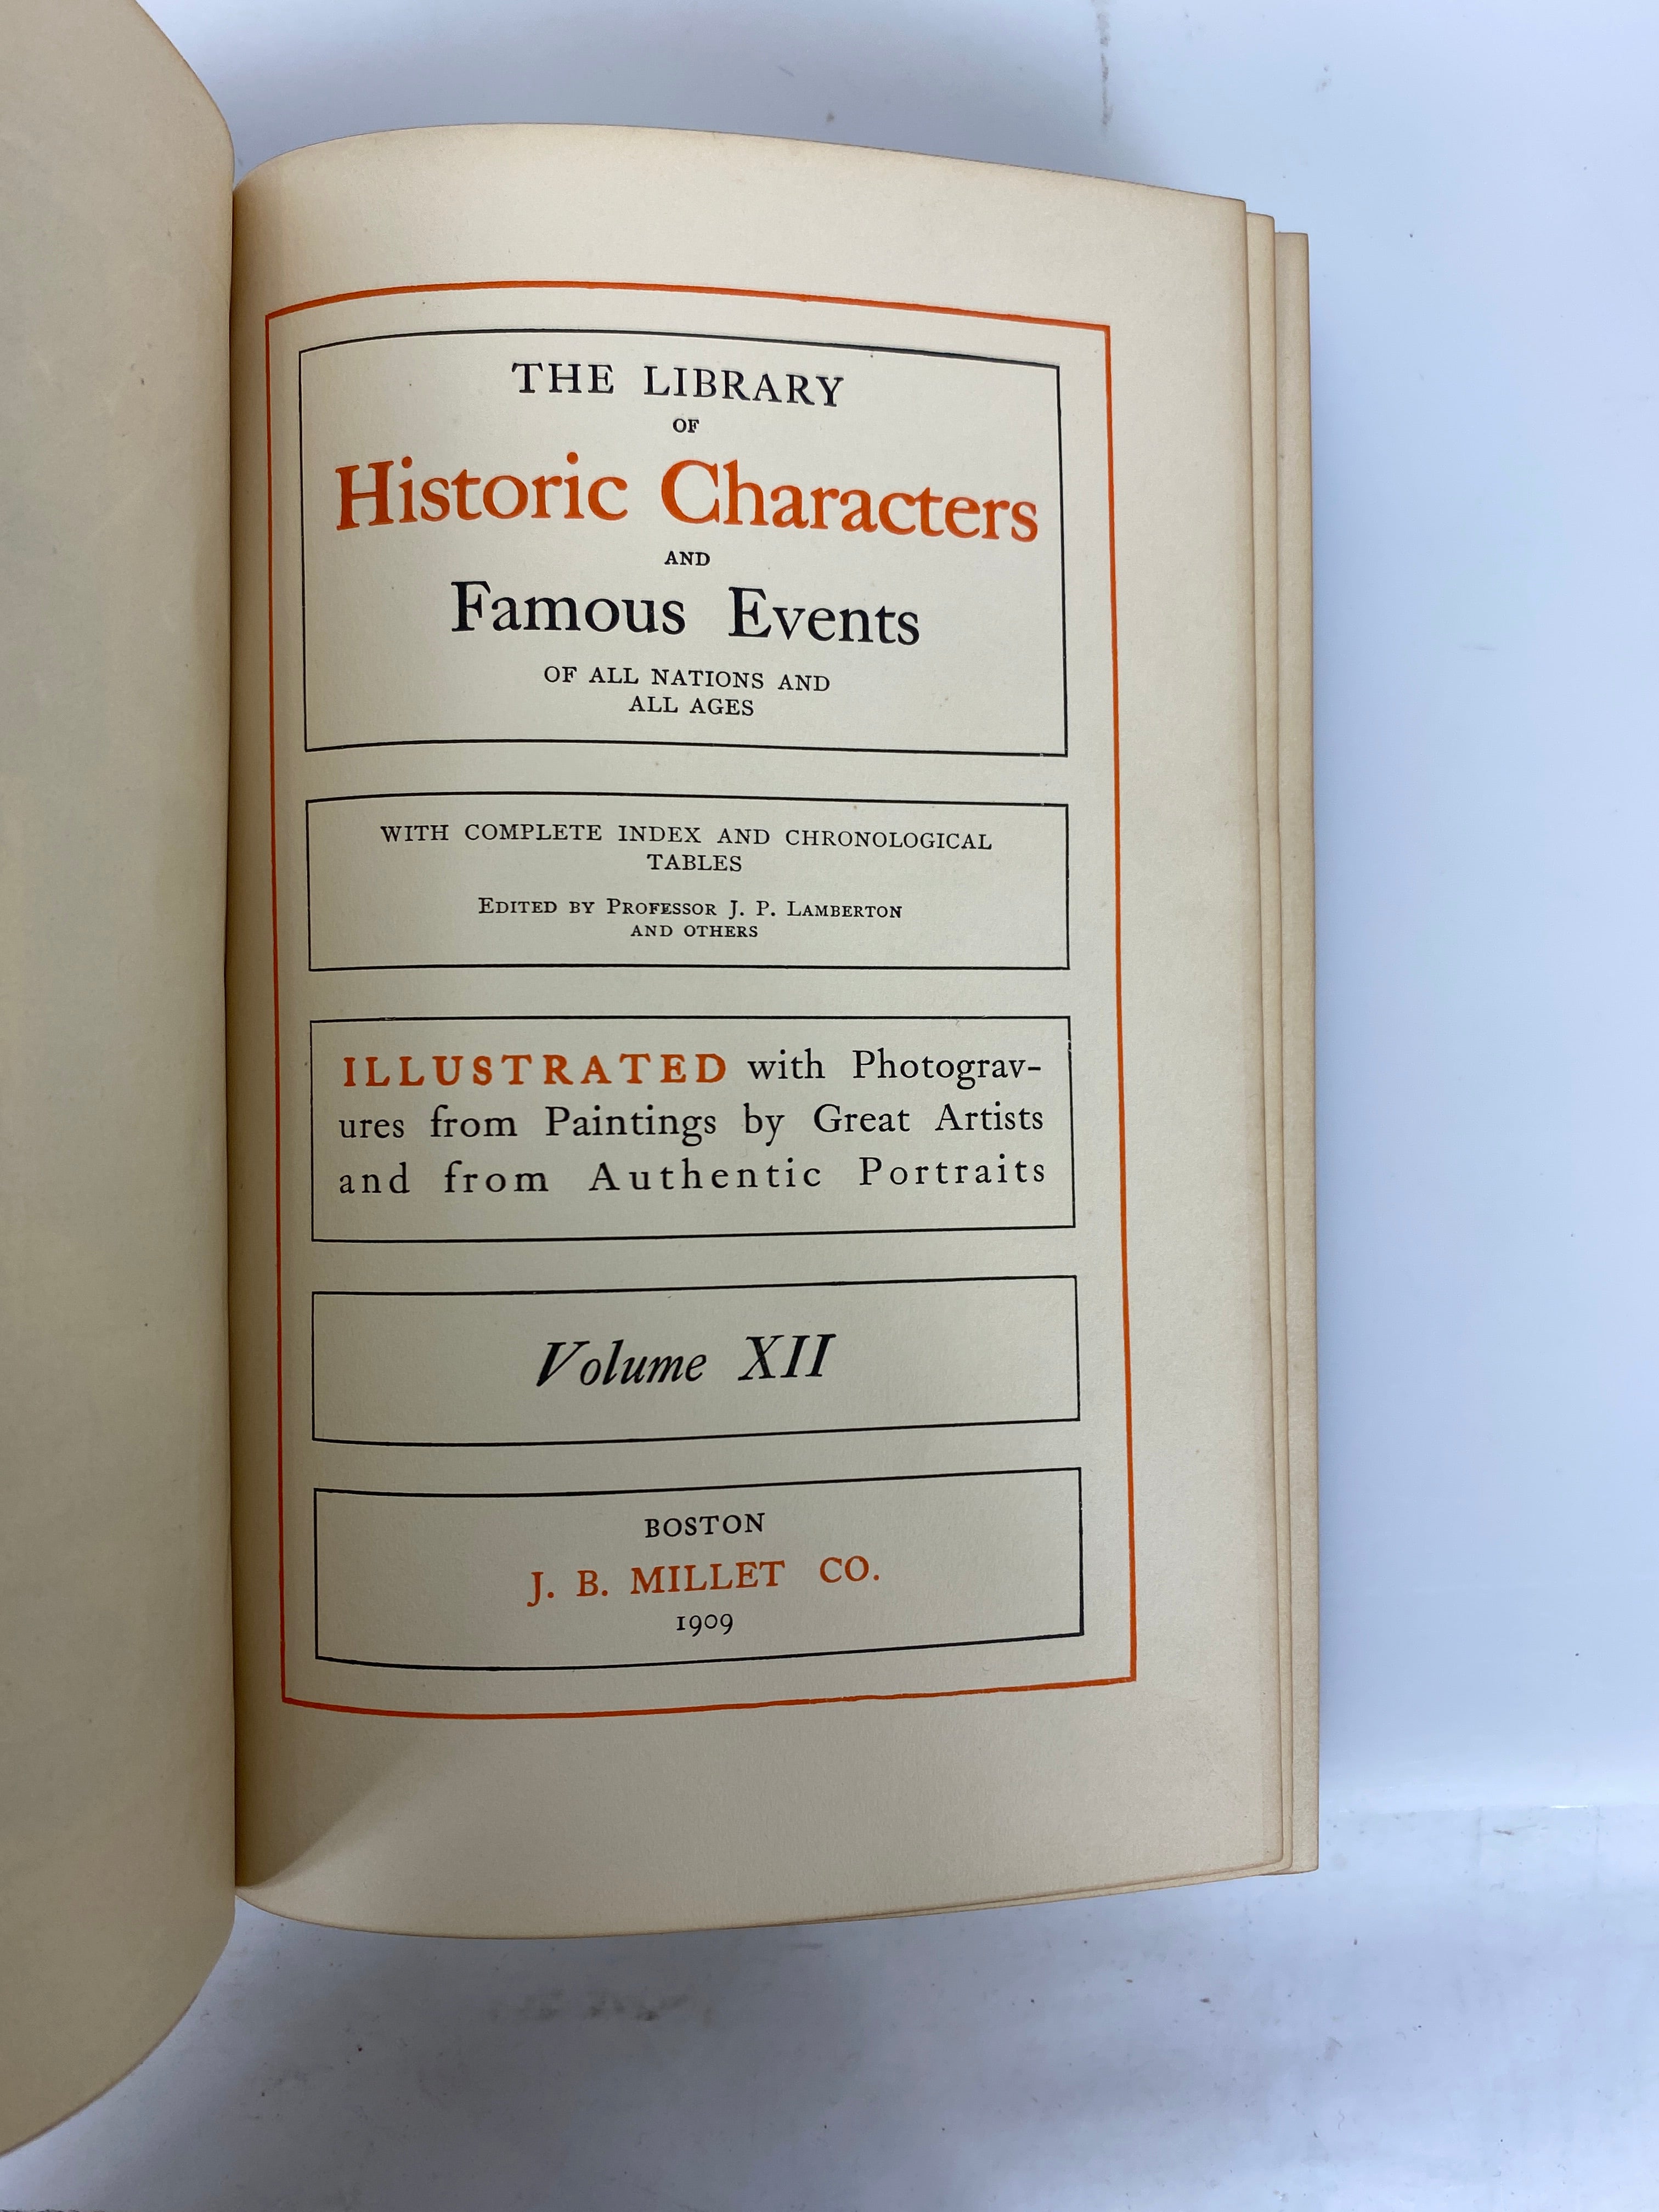 THE LIBRARY
OF
Historic Characters
AND
Famous Events
OF ALL NATIONS AND
ALL AGES
WITH COMPLETE INDEX AND CHRONOLOGICAL
TABLES
EDITED BY PROFESSOR J. P. LAMBERTON
AND OTHERS
ILLUSTRATED with Photograv-
ures from Paintings by Great Artists
and from Authentic Portraits
Volume XII
BOSTON
J. B. MILLET CO.
1909